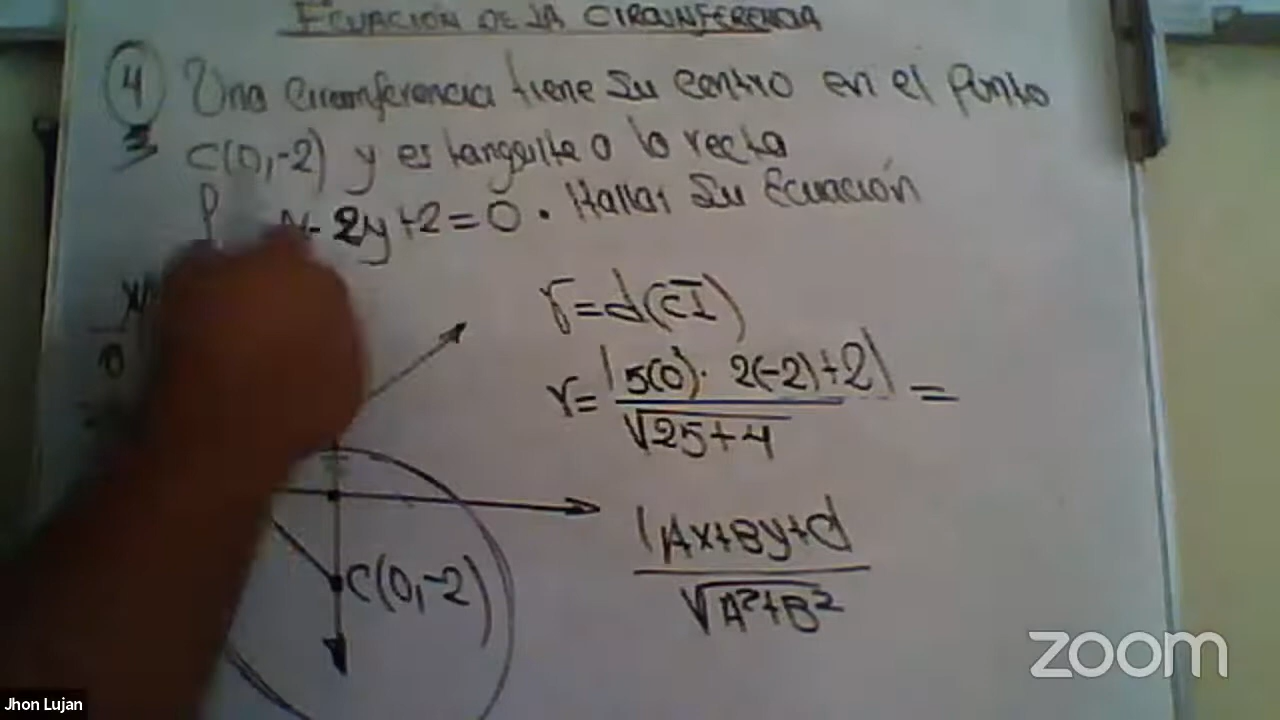 ECUACIÓN DE LA CIRCUNFERENCIA
4 Una Circunferencia tiene Su Centro en el Punto
3 C(0,-2) y es tangente a la recta
- 2y+2=0 . Hallar Su Ecuación
r=d(CI)
r= |5(0)· 2(-2)+2| =
√25+4
|Ax+By+C|
√A²+B²
C(0,-2)
zoom
Jhon Lujan